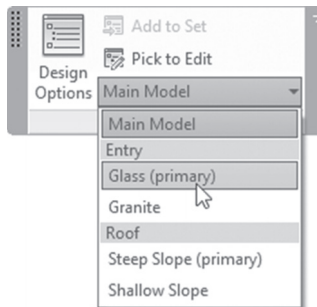 Add to Set
Pick to Edit
Design
Options
Main Model
Main Model
Entry
Glass (primary)
Granite
Roof
Steep Slope (primary)
Shallow Slope